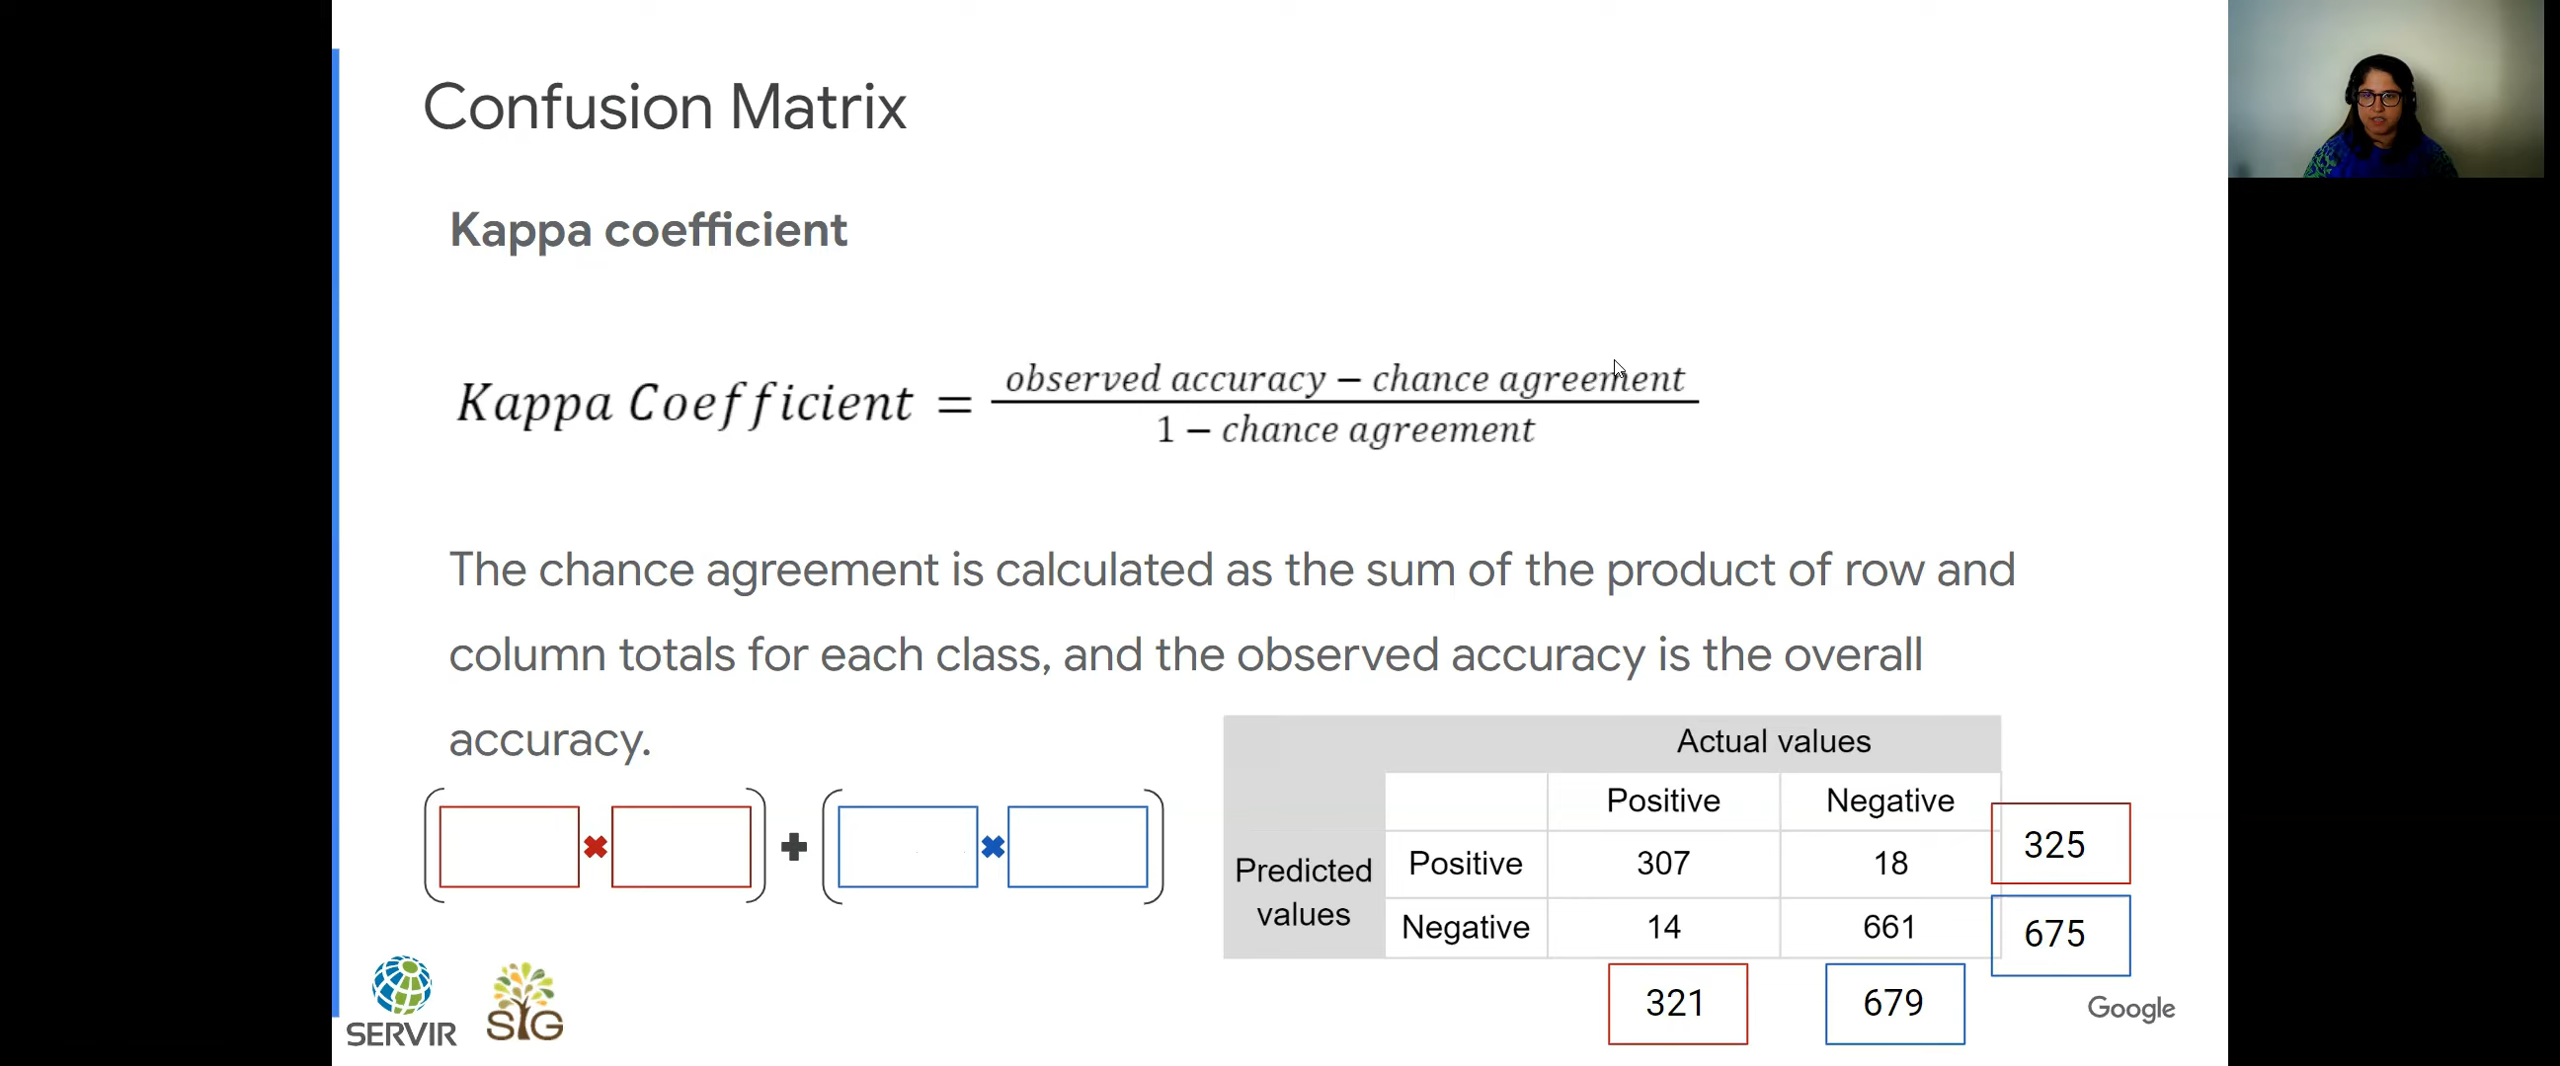 Confusion Matrix
Kappa coefficient
Kappa Coefficient = observed accuracy − chance agreement
1 − chance agreement
The chance agreement is calculated as the sum of the product of row and
column totals for each class, and the observed accuracy is the overall
accuracy.
Actual values
Positive Negative
Predicted values
Positive 307 18 325
Negative 14 661 675
321 679
SERVIR
SIG
Google